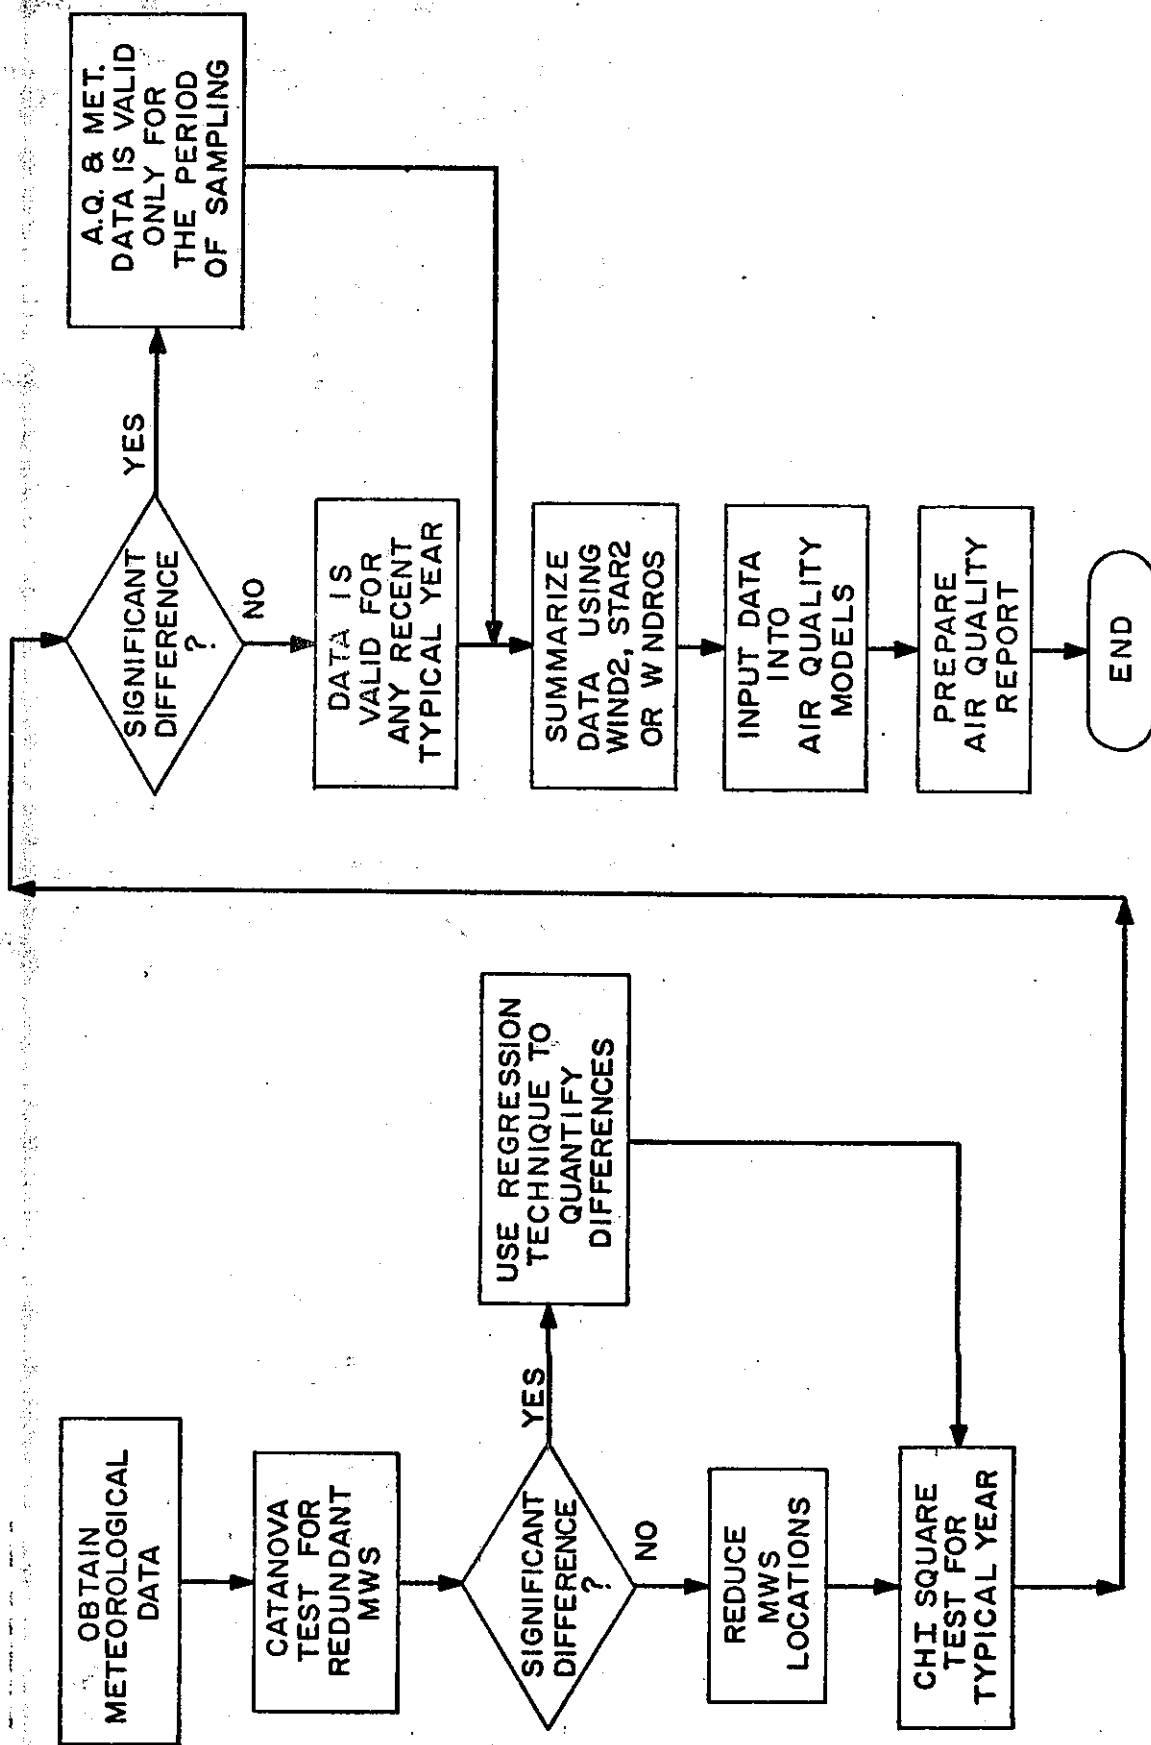 OBTAIN
METEOROLOGICAL
DATA
CATANOVA
TEST FOR
REDUNDANT
MWS
SIGNIFICANT
DIFFERENCE
?
YES
NO
USE REGRESSION
TECHNIQUE TO
QUANTIFY
DIFFERENCES
REDUCE
MWS
LOCATIONS
CHI SQUARE
TEST FOR
TYPICAL YEAR
SIGNIFICANT
DIFFERENCE
?
YES
NO
A.Q. & MET.
DATA IS VALID
ONLY FOR
THE PERIOD
OF SAMPLING
DATA IS
VALID FOR
ANY RECENT
TYPICAL YEAR
SUMMARIZE
DATA USING
WIND2, STAR2
OR W NDROS
INPUT DATA
INTO
AIR QUALITY
MODELS
PREPARE
AIR QUALITY
REPORT
END